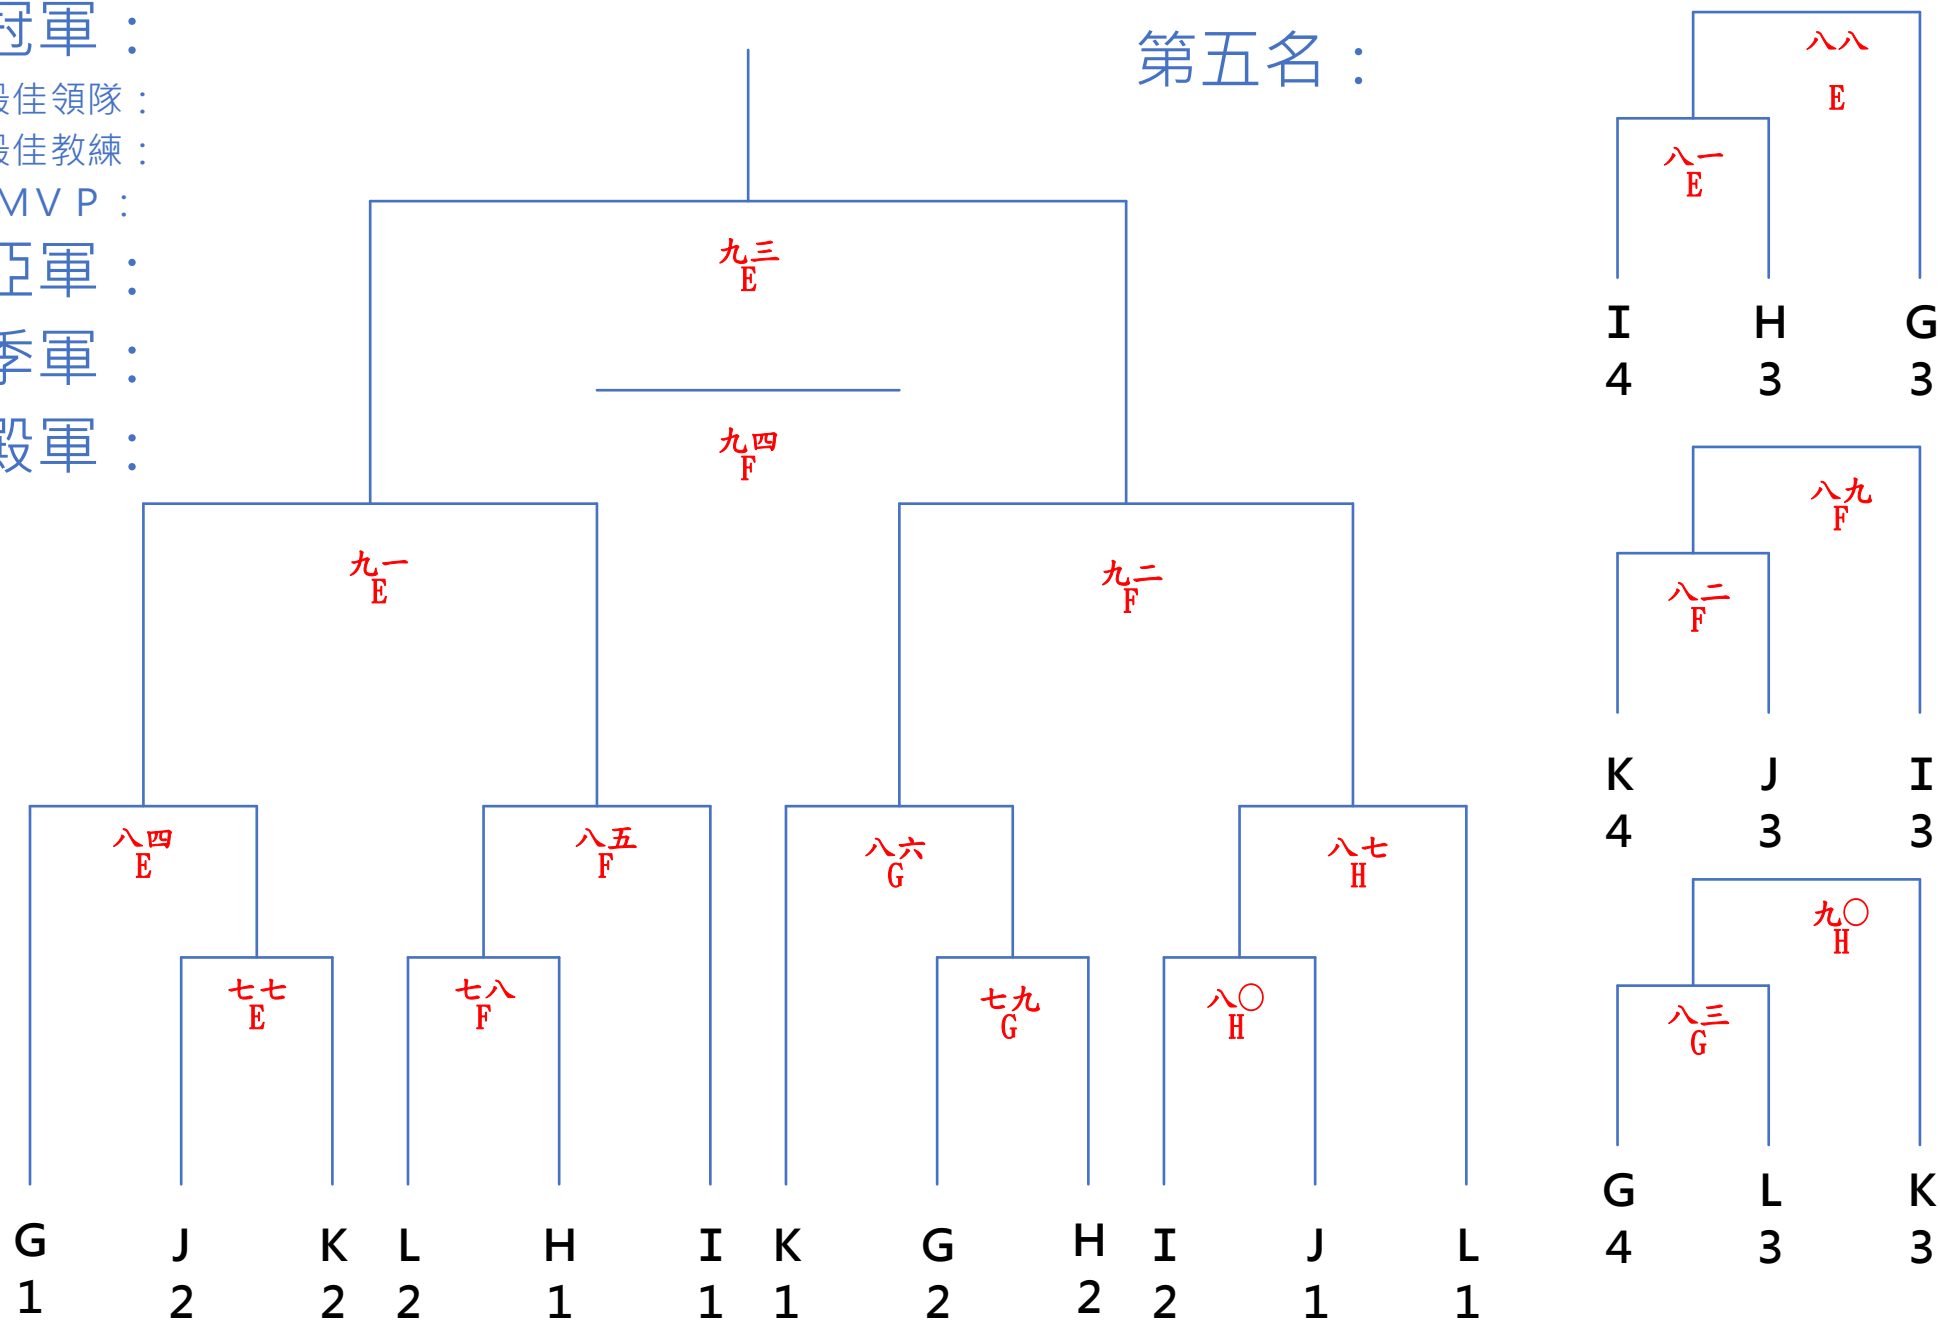 冠軍：
最佳領隊：
最佳教練：
MVP：
亞軍：
季軍：
殿軍：
第五名：
九三
E
九四
F
九一
E
九二
F
八四
E
八五
F
八六
G
八七
H
七七
E
七八
F
七九
G
八〇
H
G J K L H I K G H I J L
1 2 2 2 1 1 1 2 2 2 1 1
八八
E
八一
E
I H G
4 3 3
八九
F
八二
F
K J I
4 3 3
九〇
H
八三
G
G L K
4 3 3